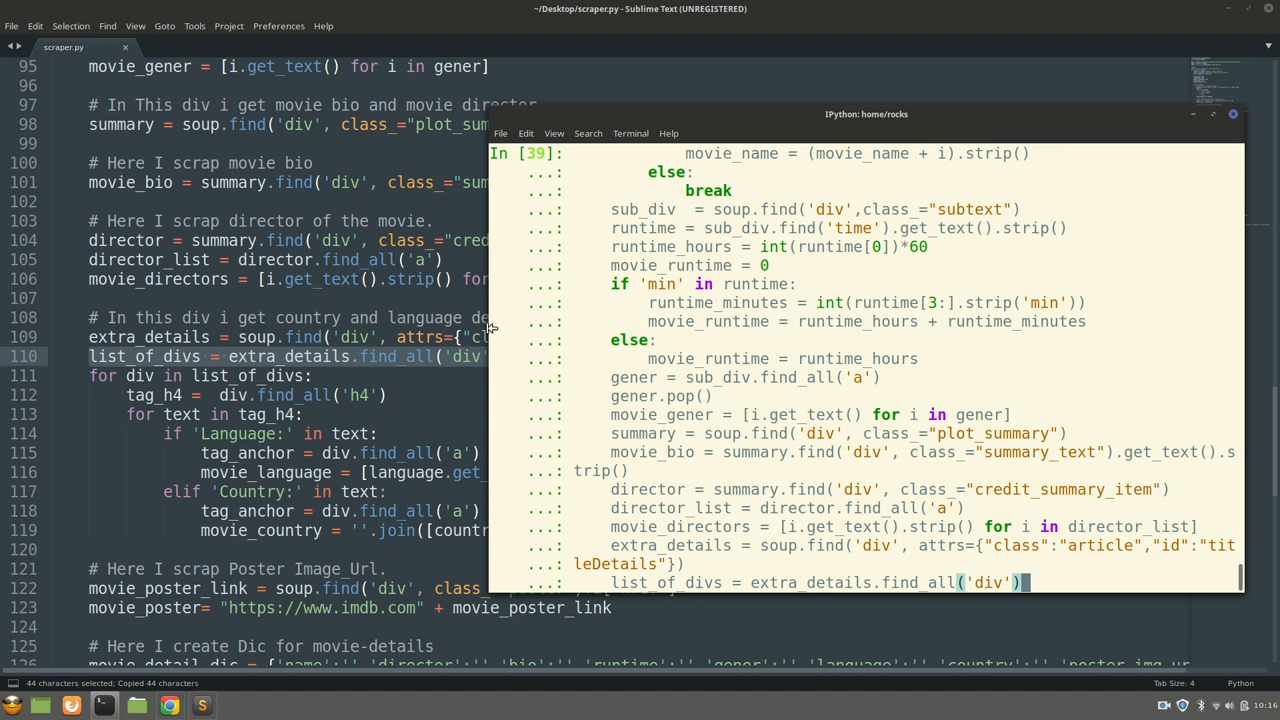 ~/Desktop/scraper.py - Sublime Text (UNREGISTERED)
File Edit Selection Find View Goto Tools Project Preferences Help
scraper.py
95 movie_gener = [i.get_text() for i in gener]
96
97 # In This div i get movie bio and movie director
98 summary = soup.find('div', class_="plot_sum
99
100 # Here I scrap movie bio
101 movie_bio = summary.find('div', class_="sum
102
103 # Here I scrap director of the movie.
104 director = summary.find('div', class_="cred
105 director_list = director.find_all('a')
106 movie_directors = [i.get_text().strip() for
107
108 # In this div i get country and language de
109 extra_details = soup.find('div', attrs={"cl
110 list_of_divs = extra_details.find_all('div'
111 for div in list_of_divs:
112 tag_h4 =  div.find_all('h4')
113 for text in tag_h4:
114 if 'Language:' in text:
115 tag_anchor = div.find_all('a')
116 movie_language = [language.get_
117 elif 'Country:' in text:
118 tag_anchor = div.find_all('a')
119 movie_country = ''.join([countr
120
121 # Here I scrap Poster Image_Url.
122 movie_poster_link = soup.find('div', class_
123 movie_poster= "https://www.imdb.com" + movie_poster_link
124
125 # Here I create Dic for movie-details
126 movie_detail_dic = {'name':'', 'director':'', 'bio':'', 'runtime':'', 'gener':'', 'language':'', 'country':'', 'poster_img_ur
IPython: home/rocks
File Edit View Search Terminal Help
In [39]: movie_name = (movie_name + i).strip()
...: else:
...: break
...: sub_div  = soup.find('div',class_="subtext")
...: runtime = sub_div.find('time').get_text().strip()
...: runtime_hours = int(runtime[0])*60
...: movie_runtime = 0
...: if 'min' in runtime:
...: runtime_minutes = int(runtime[3:].strip('min'))
...: movie_runtime = runtime_hours + runtime_minutes
...: else:
...: movie_runtime = runtime_hours
...: gener = sub_div.find_all('a')
...: gener.pop()
...: movie_gener = [i.get_text() for i in gener]
...: summary = soup.find('div', class_="plot_summary")
...: movie_bio = summary.find('div', class_="summary_text").get_text().s
...: trip()
...: director = summary.find('div', class_="credit_summary_item")
...: director_list = director.find_all('a')
...: movie_directors = [i.get_text().strip() for i in director_list]
...: extra_details = soup.find('div', attrs={"class":"article","id":"tit
...: leDetails"})
...: list_of_divs = extra_details.find_all('div')
44 characters selected; Copied 44 characters
Tab Size: 4 Python
10:16